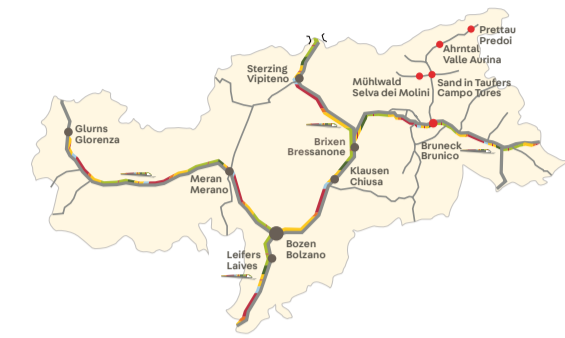 Prettau
Predoi
Ahrntal
Valle Aurina
Sterzing
Vipiteno
Mühlwald
Selva dei Molini
Sand in Taufers
Campo Tures
Glurns
Glorenza
Brixen
Bressanone
Bruneck
Brunico
Klausen
Chiusa
Meran
Merano
Bozen
Bolzano
Leifers
Laives